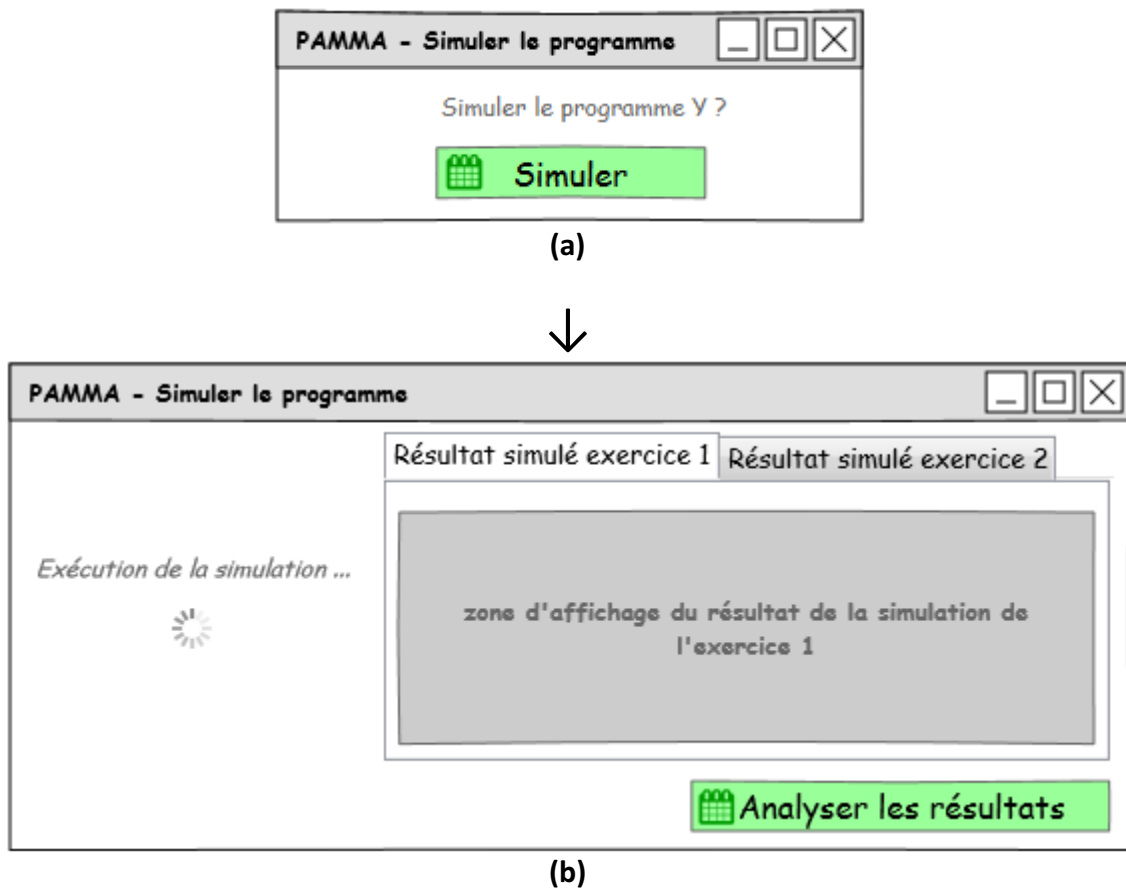 PAMMA - Simuler le programme
Simuler le programme Y ?
Simuler
(a)
PAMMA - Simuler le programme
Résultat simulé exercice 1
Résultat simulé exercice 2
Exécution de la simulation ...
zone d'affichage du résultat de la simulation de
l'exercice 1
Analyser les résultats
(b)